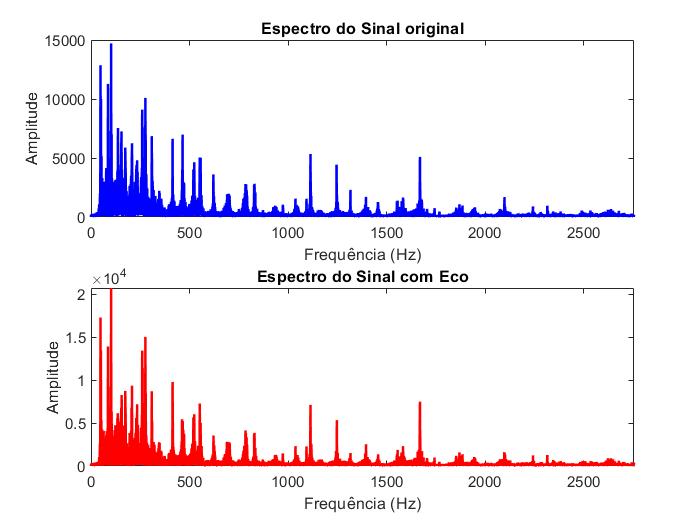 Espectro do Sinal original
15000
10000
5000
0
Amplitude
0 500 1000 1500 2000 2500
Frequência (Hz)
×10⁴
Espectro do Sinal com Eco
2
1.5
1
0.5
0
Amplitude
0 500 1000 1500 2000 2500
Frequência (Hz)